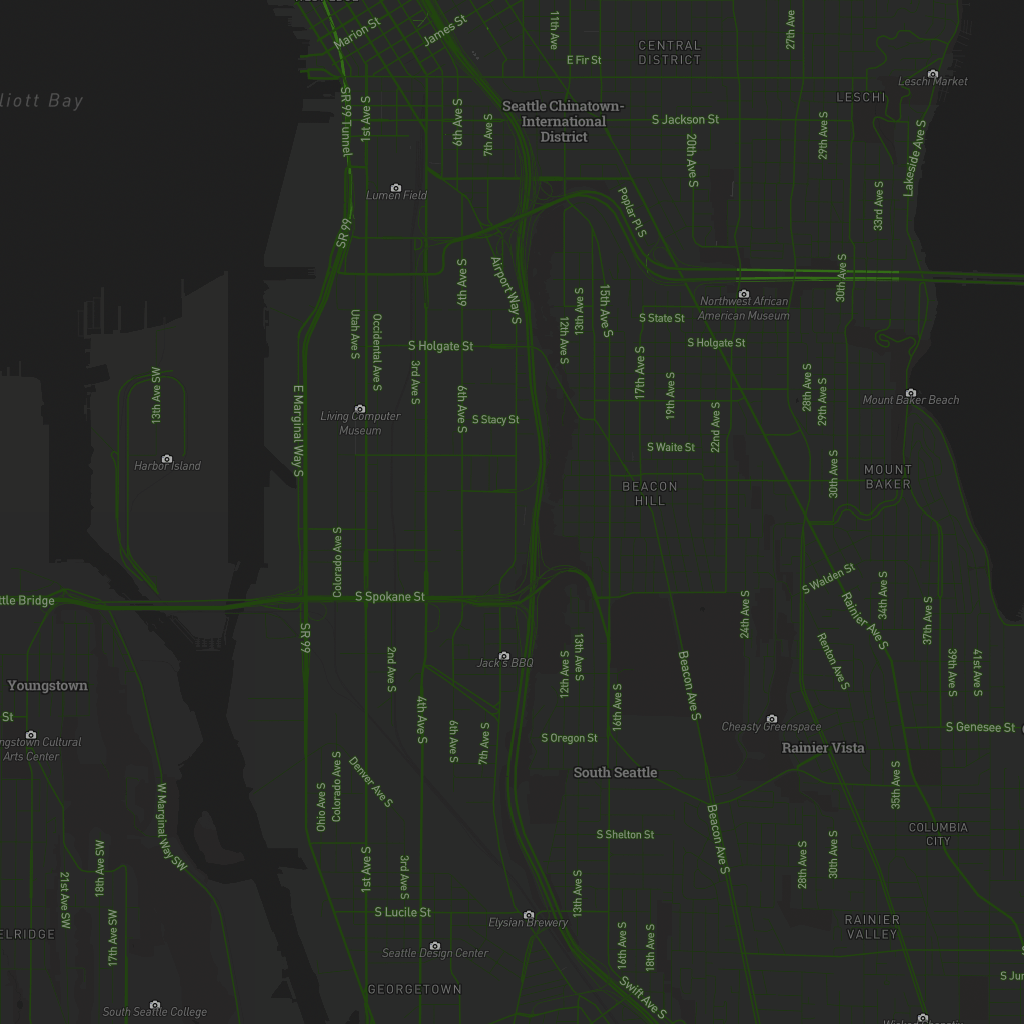 Marion St
James St
11th Ave
27th Ave
E Fir St
CENTRAL
DISTRICT
Leschi Market
LESCHI
liott Bay
SR 99 Tunnel
1st Ave S
6th Ave S
7th Ave S
Seattle Chinatown-
International
District
S Jackson St
20th Ave S
29th Ave S
Lakeside Ave S
33rd Ave S
Lumen Field
SR 99
Poplar Pl S
Airport Way S
6th Ave S
15th Ave S
13th Ave S
12th Ave S
30th Ave S
Northwest African
American Museum
S State St
S Holgate St
Utah Ave S
Occidental Ave S
S Holgate St
3rd Ave S
17th Ave S
19th Ave S
22nd Ave S
28th Ave S
29th Ave S
Mount Baker Beach
13th Ave SW
E Marginal Way S
Living Computer
Museum
6th Ave S
S Stacy St
S Waite St
Harbor Island
30th Ave S
MOUNT
BAKER
BEACON
HILL
Colorado Ave S
S Spokane St
ttle Bridge
S Walden St
Rainier Ave S
34th Ave S
24th Ave S
37th Ave S
SR 99
2nd Ave S
Jack's BBQ
12th Ave S
13th Ave S
Beacon Ave S
Renton Ave S
39th Ave S
41st Ave S
Youngstown
St
ngstown Cultural
Arts Center
4th Ave S
6th Ave S
7th Ave S
16th Ave S
S Oregon St
Cheasty Greenspace
S Genesee St
Rainier Vista
South Seattle
Ohio Ave S
Colorado Ave S
Denver Ave S
35th Ave S
W Marginal Way SW
S Shelton St
Beacon Ave S
COLUMBIA
CITY
21st Ave SW
18th Ave SW
17th Ave SW
1st Ave S
3rd Ave S
13th Ave S
28th Ave S
30th Ave S
S Lucile St
Elysian Brewery
RAINIER
VALLEY
ELRIDGE
Seattle Design Center
16th Ave S
18th Ave S
S Jun
GEORGETOWN
Swift Ave S
South Seattle College